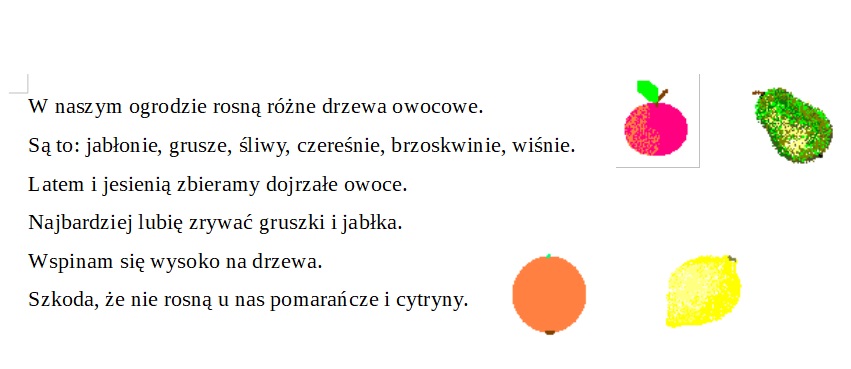 W naszym ogrodzie rosną różne drzewa owocowe.
Są to: jabłonie, grusze, śliwy, czereśnie, brzoskwinie, wiśnie.
Latem i jesienią zbieramy dojrzałe owoce.
Najbardziej lubię zrywać gruszki i jabłka.
Wspinam się wysoko na drzewa.
Szkoda, że nie rosną u nas pomarańcze i cytryny.